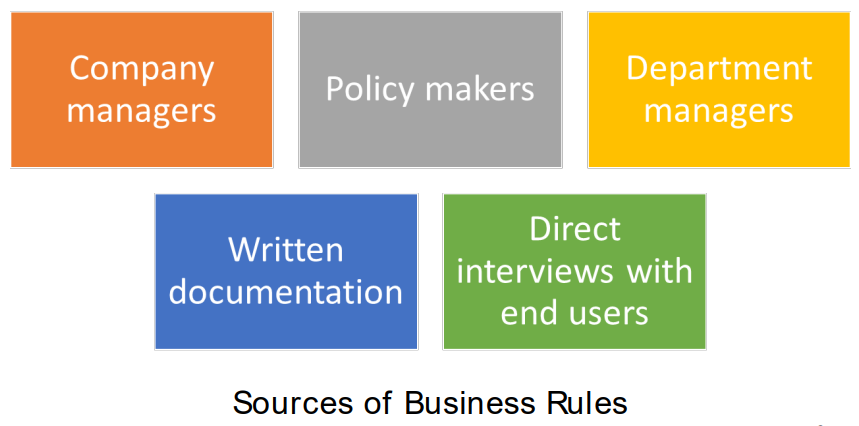 Company
managers
Policy makers
Department
managers
Written
documentation
Direct
interviews with
end users
Sources of Business Rules